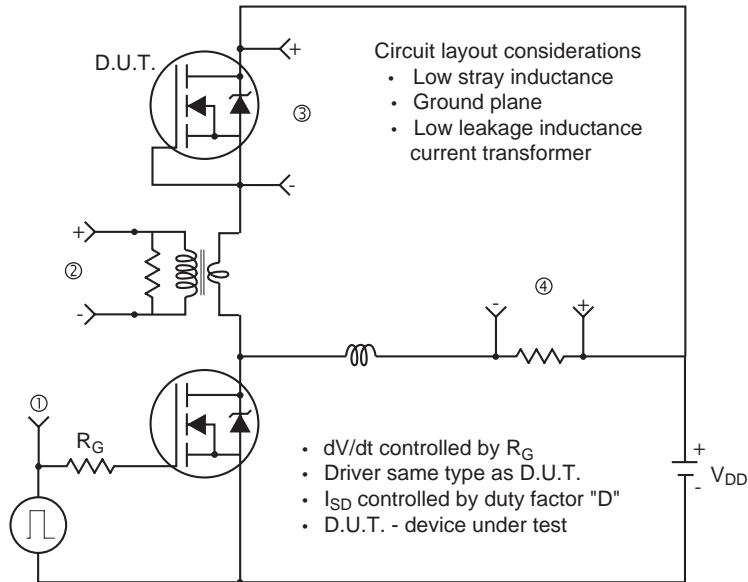 D.U.T.
+
③
-
Circuit layout considerations
• Low stray inductance
• Ground plane
• Low leakage inductance
current transformer
+
②
-
-
④
+
①
R_G
• dV/dt controlled by R_G
• Driver same type as D.U.T.
• I_SD controlled by duty factor "D"
• D.U.T. - device under test
+
-
V_DD